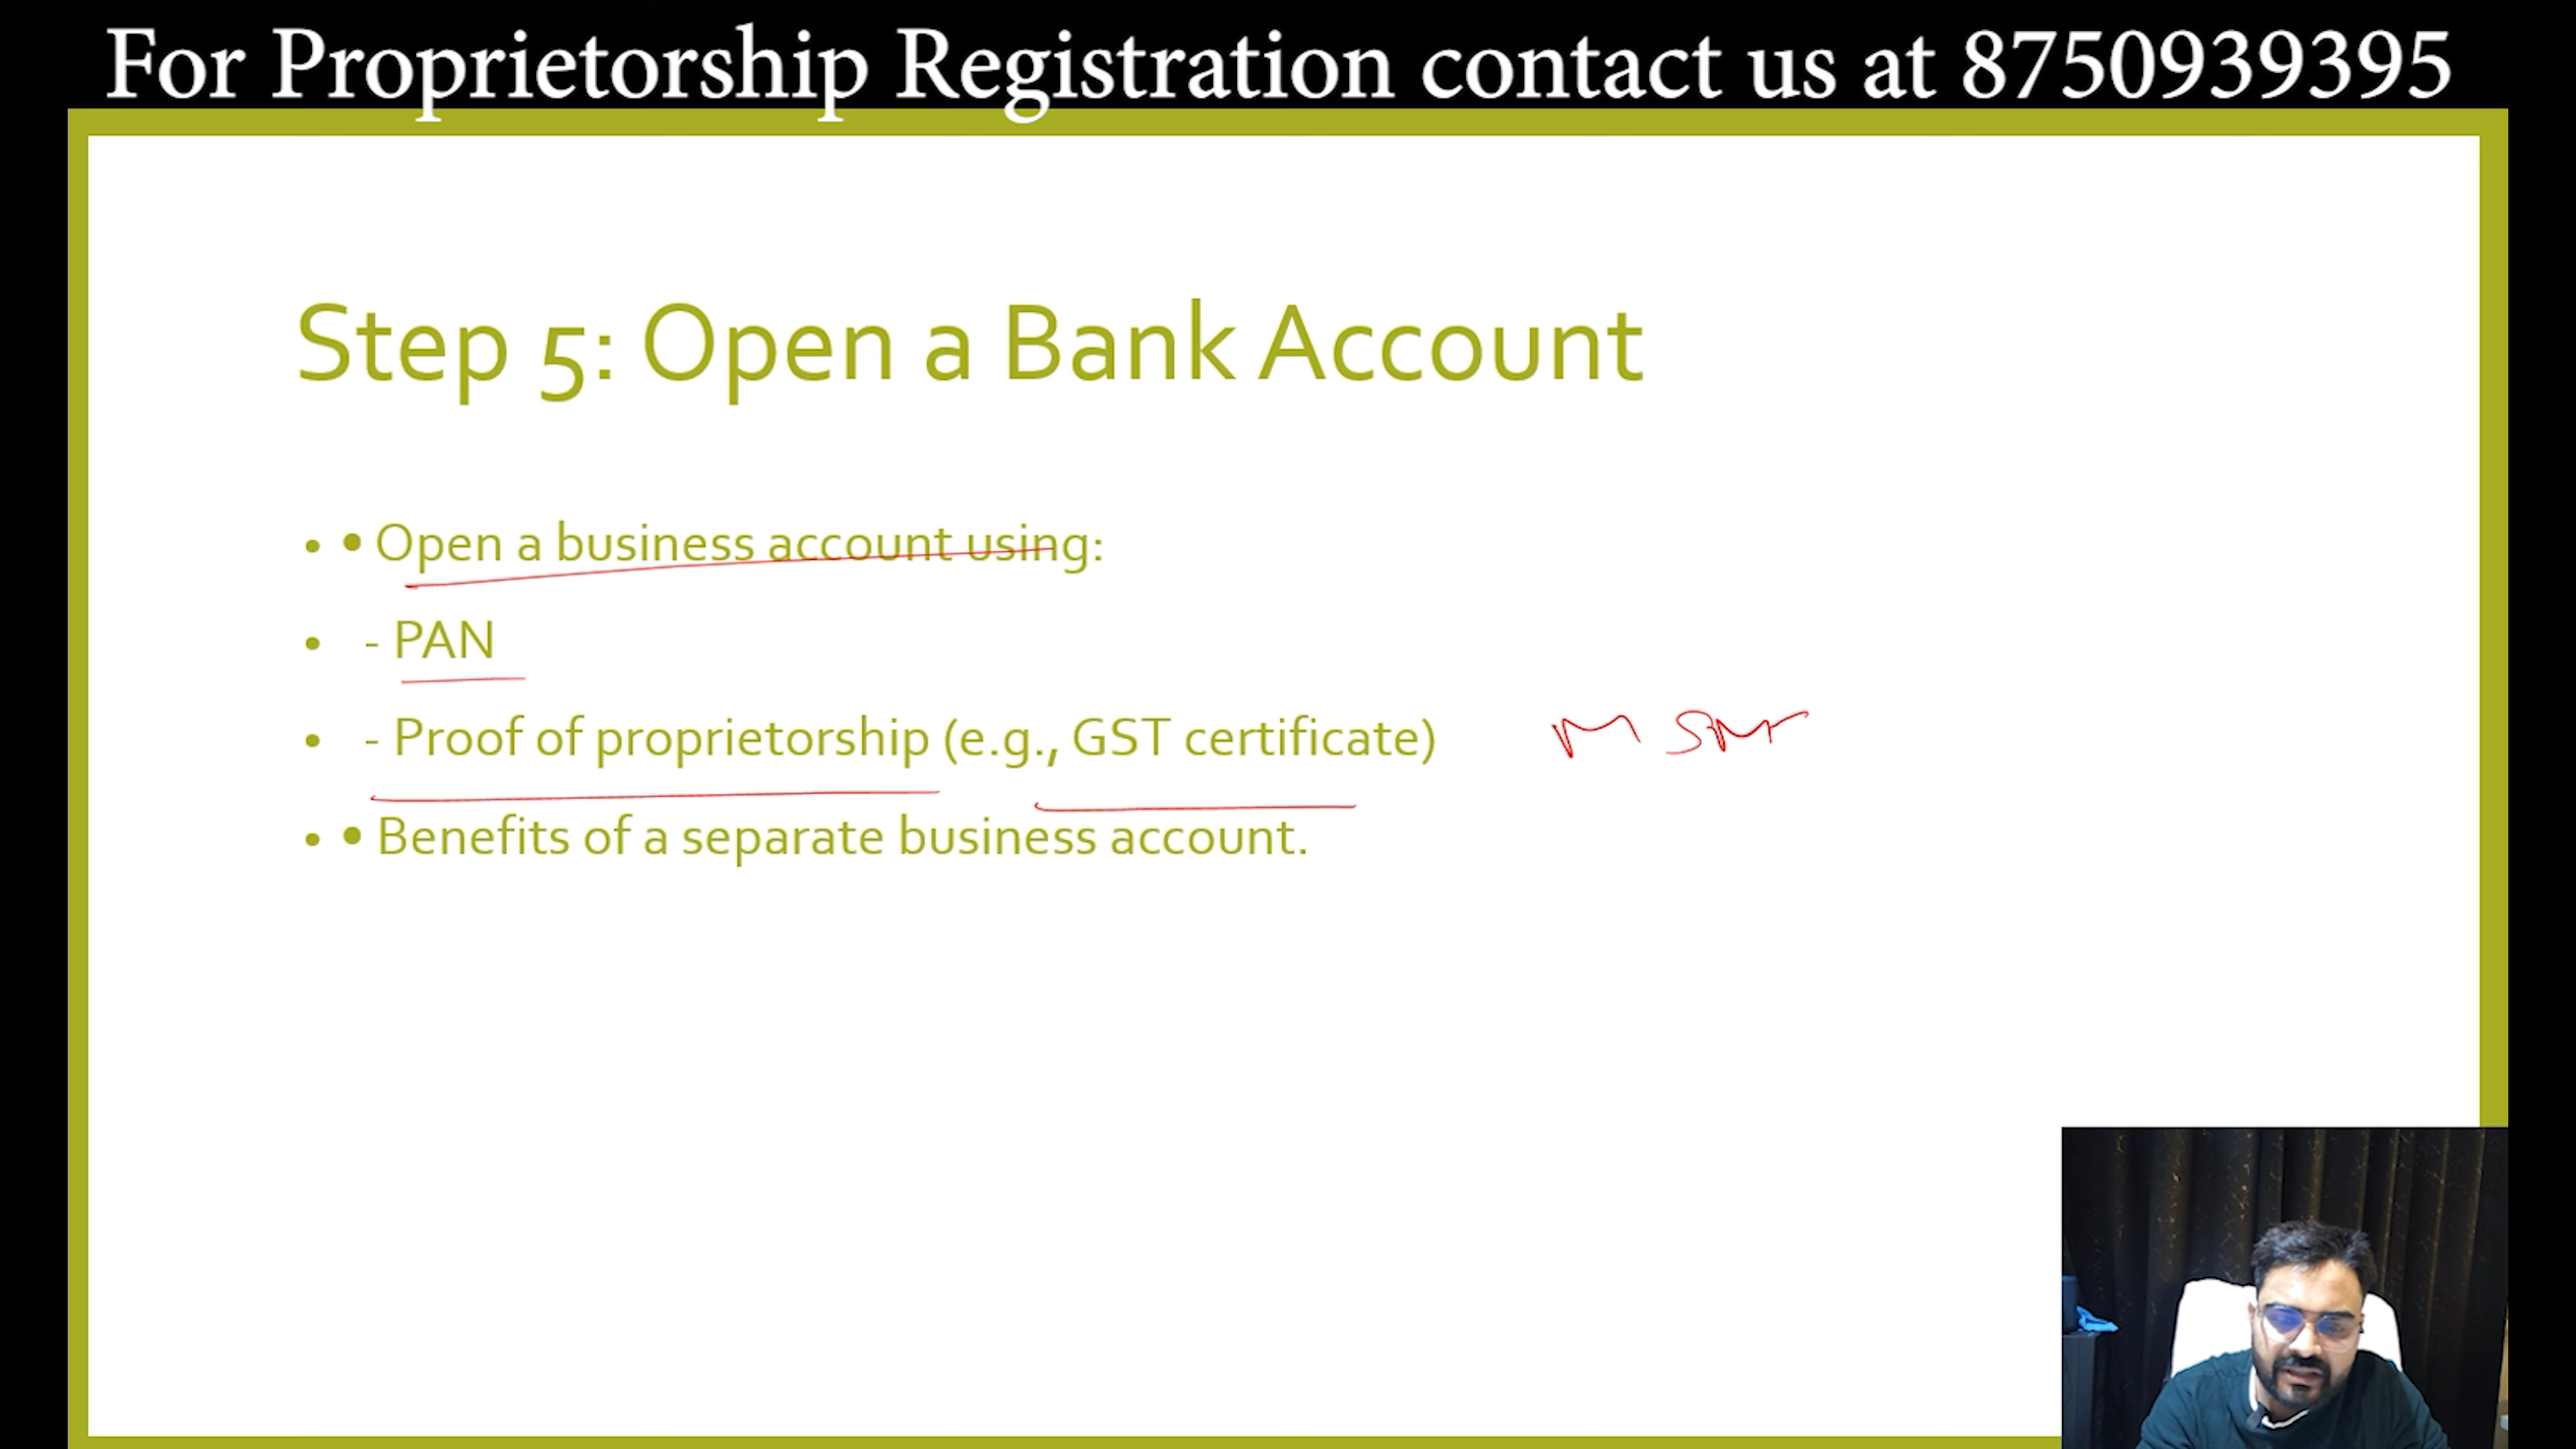 For Proprietorship Registration contact us at 8750939395
Step 5: Open a Bank Account
• • Open a business account using:
• - PAN
• - Proof of proprietorship (e.g., GST certificate)
• • Benefits of a separate business account.